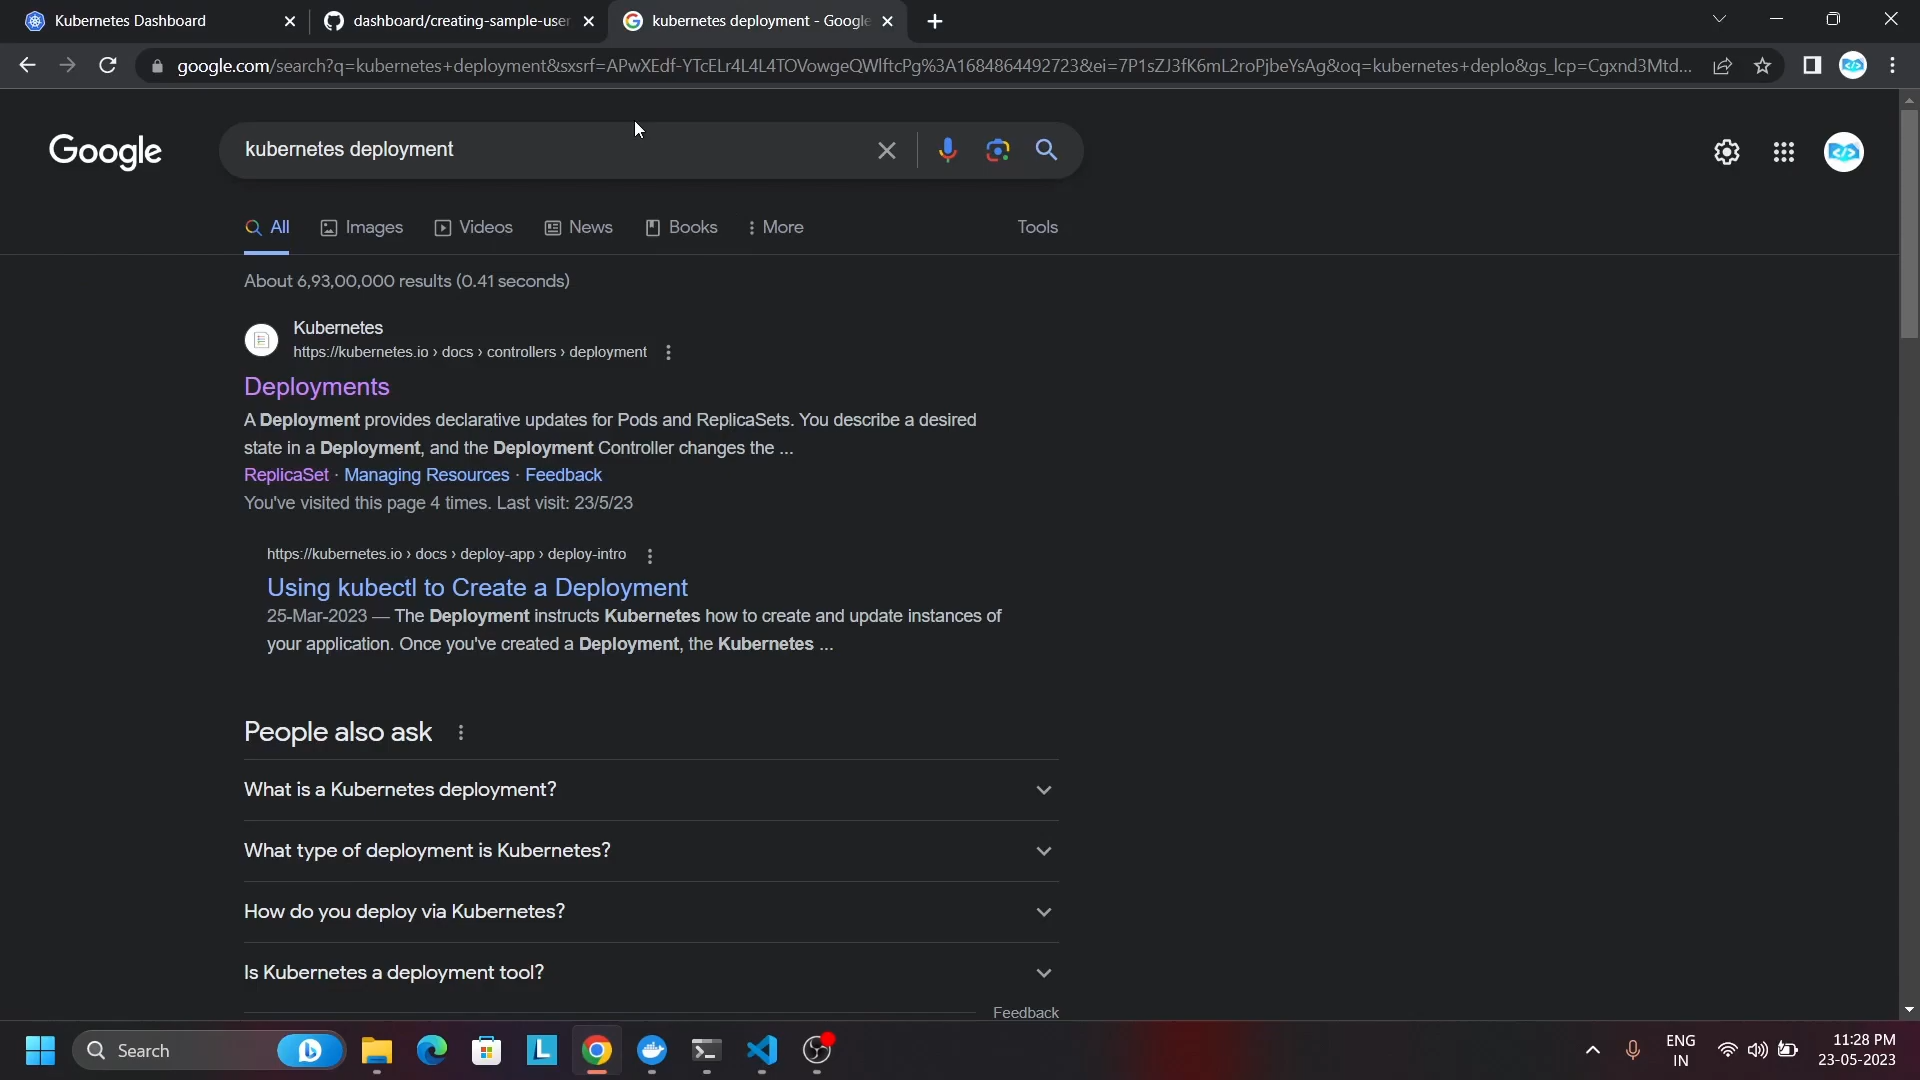 Kubernetes Dashboard
dashboard/creating-sample-user
kubernetes deployment - Google
google.com/search?q=kubernetes+deployment&sxsrf=APwXEdf-YTcELr4L4L4TOVowgeQWlftcPg%3A1684864492723&ei=7P1sZJ3fK6mL2roPjbeYsAg&oq=kubernetes+deplo&gs_lcp=Cgxnd3Mtd...
Google
kubernetes deployment
All
Images
Videos
News
Books
More
Tools
About 6,93,00,000 results (0.41 seconds)
Kubernetes
https://kubernetes.io › docs › controllers › deployment
Deployments
A Deployment provides declarative updates for Pods and ReplicaSets. You describe a desired
state in a Deployment, and the Deployment Controller changes the ...
ReplicaSet · Managing Resources · Feedback
You've visited this page 4 times. Last visit: 23/5/23
https://kubernetes.io › docs › deploy-app › deploy-intro
Using kubectl to Create a Deployment
25-Mar-2023 — The Deployment instructs Kubernetes how to create and update instances of
your application. Once you've created a Deployment, the Kubernetes ...
People also ask
What is a Kubernetes deployment?
What type of deployment is Kubernetes?
How do you deploy via Kubernetes?
Is Kubernetes a deployment tool?
Feedback
Search
L
ENG
IN
11:28 PM
23-05-2023